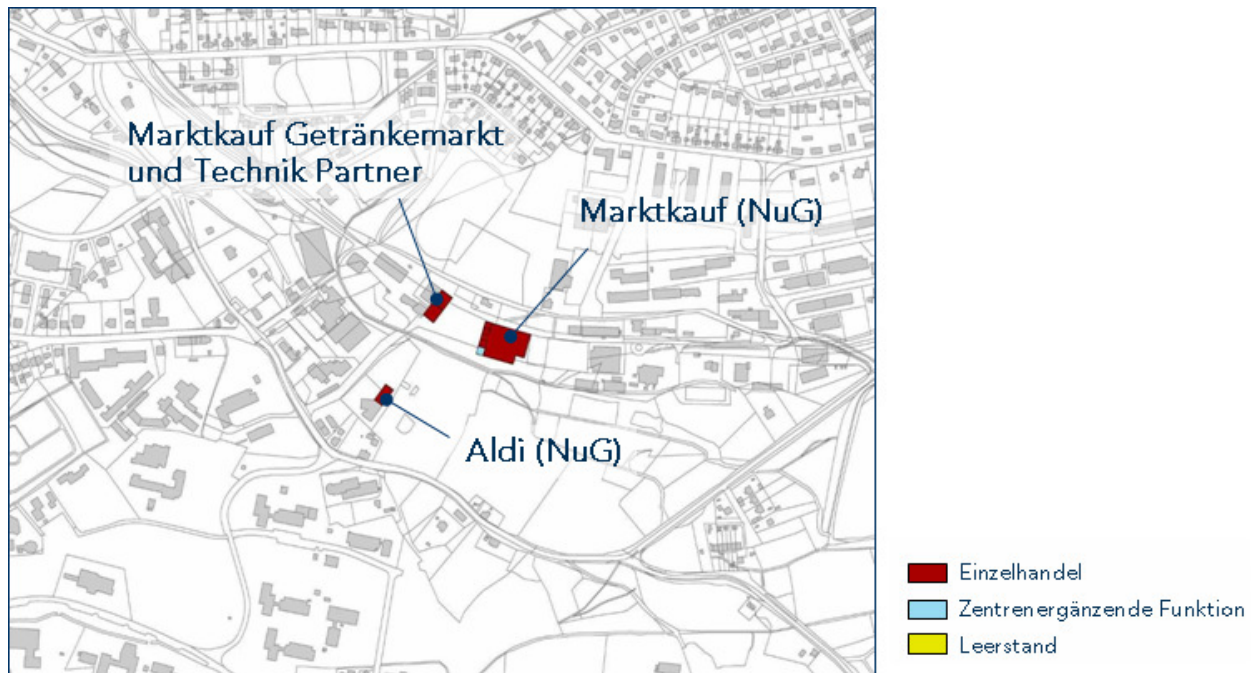 Marktkauf Getränkemarkt
und Technik Partner
Marktkauf (NuG)
Aldi (NuG)
Einzelhandel
Zentrenergänzende Funktion
Leerstand